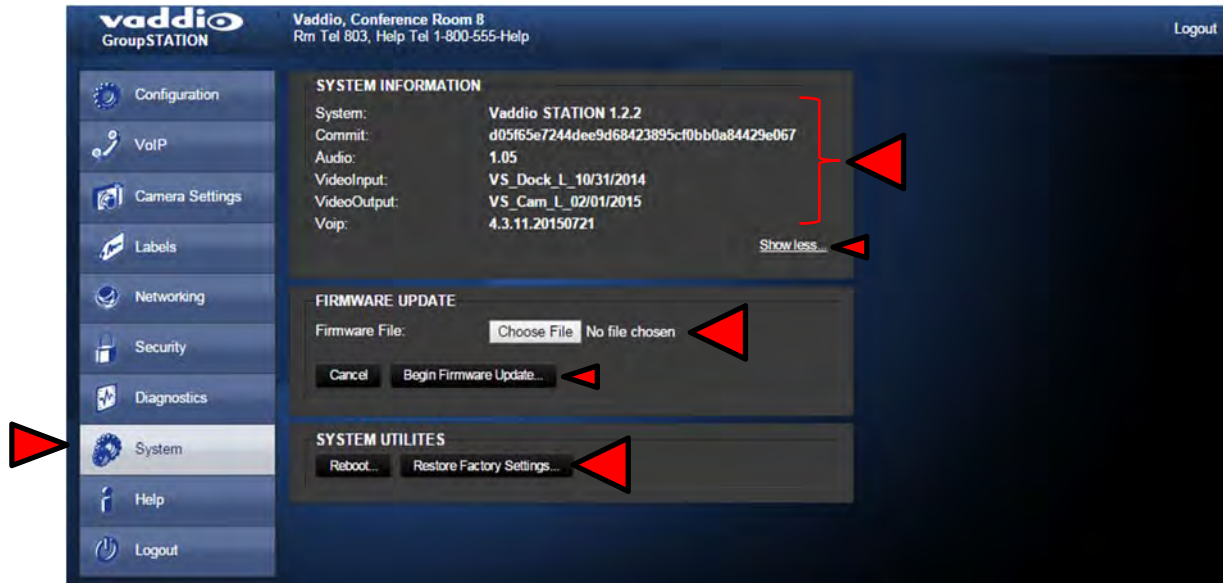 vaddio
GroupSTATION
Vaddio, Conference Room 8
Rm Tel 803, Help Tel 1-800-555-Help
Logout
Configuration
VoIP
Camera Settings
Labels
Networking
Security
Diagnostics
System
Help
Logout
SYSTEM INFORMATION
System: Vaddio STATION 1.2.2
Commit: d05f65e7244dee9d68423895cf0bb0a84429e067
Audio: 1.05
VideoInput: VS_Dock_L_10/31/2014
VideoOutput: VS_Cam_L_02/01/2015
Voip: 4.3.11.20150721
Show less...
FIRMWARE UPDATE
Firmware File: Choose File No file chosen
Cancel Begin Firmware Update...
SYSTEM UTILITES
Reboot... Restore Factory Settings...